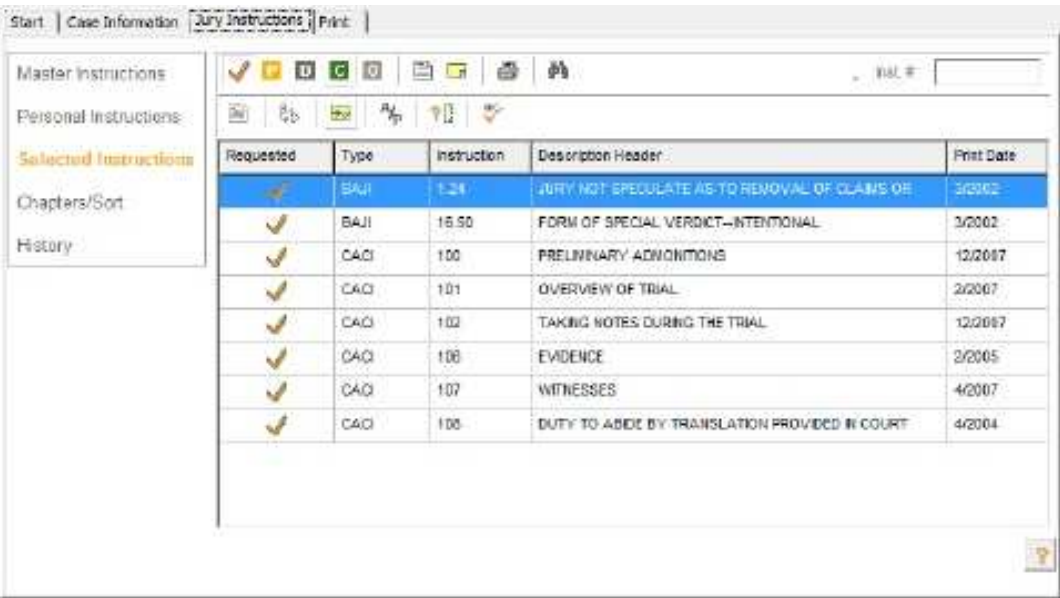 Start Case Information Jury Instructions Print
Master Instructions
Personal Instructions
Selected Instructions
Chapters/Sort
History
P D C O Inst. #:
A/P ?
Requested Type Instruction Description Header Print Date
BAJI 1.24 JURY NOT SPECULATE AS TO REMOVAL OF CLAIMS OR 3/2002
BAJI 16.50 FORM OF SPECIAL VERDICT--INTENTIONAL 3/2002
CACI 100 PRELIMINARY ADMONITIONS 12/2007
CACI 101 OVERVIEW OF TRIAL 2/2007
CACI 102 TAKING NOTES DURING THE TRIAL 12/2007
CACI 106 EVIDENCE 2/2005
CACI 107 WITNESSES 4/2007
CACI 108 DUTY TO ABIDE BY TRANSLATION PROVIDED IN COURT 4/2004
?